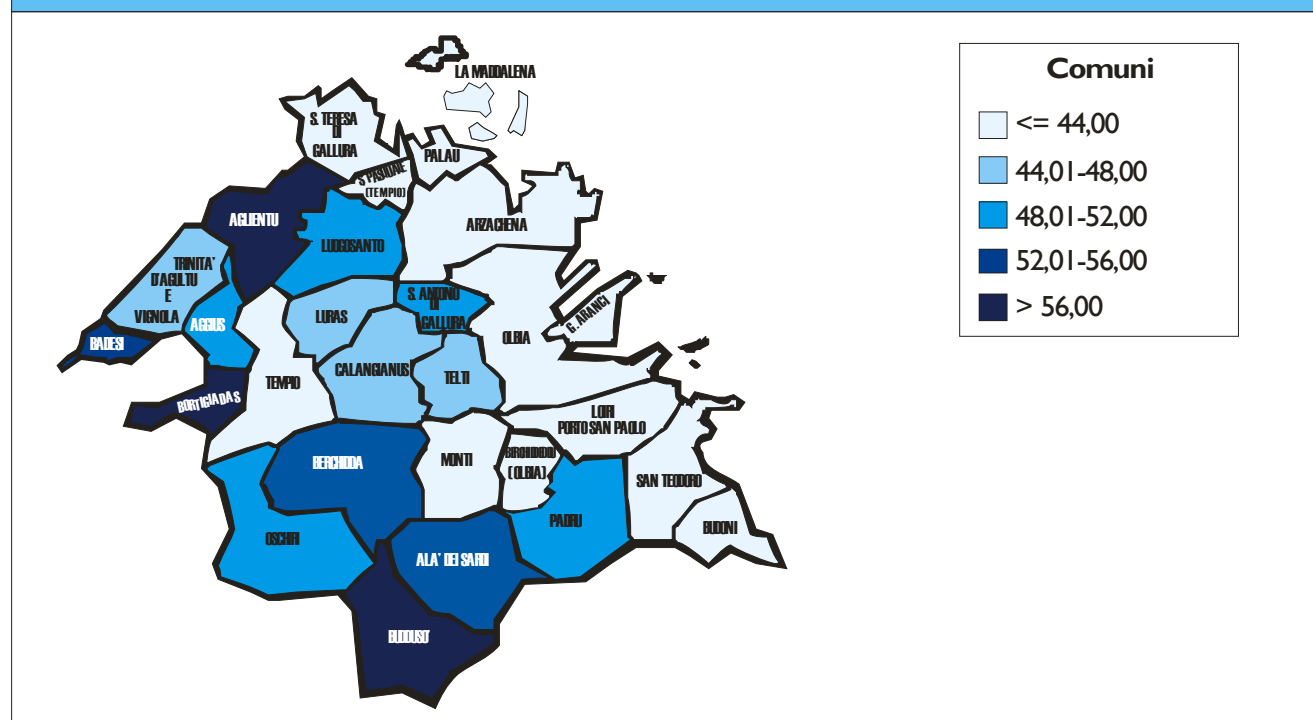 LA MADDALENA
S. TERESA
DI
GALLURA
PALAU
S PASQUALE
(TEMPIO)
AGLIENTU
ARZACHENA
LUOGOSANTO
TRINITA'
D'AGULTU
E
VIGNOLA
S. ANTONIO
DI
GALLURA
LURAS
AGGIUS
G. ARANCI
OLBIA
BADESI
CALANGIANUS
TELTI
TEMPIO
BORTIGIADAS
LOIRI
PORTO SAN PAOLO
BERCHIDDA
MONTI
(OLBIA)
SAN TEODORO
PADRU
BUDONI
OSCHIRI
ALA' DEI SARDI
BUDDUSO'
Comuni
<= 44,00
44,01-48,00
48,01-52,00
52,01-56,00
> 56,00